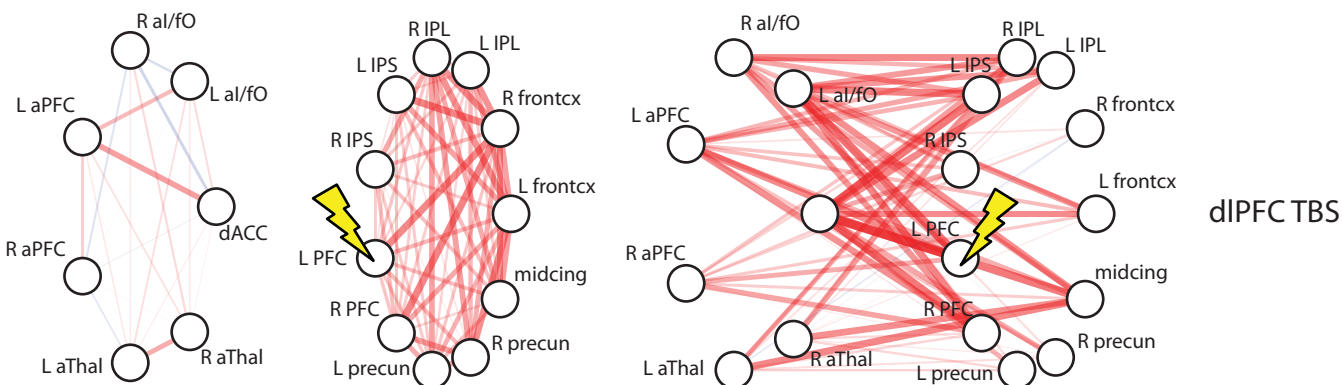 R aI/fO
L aI/fO
L aPFC
dACC
R aPFC
R aThal
L aThal
R IPL
L IPL
L IPS
R frontcx
R IPS
L frontcx
L PFC
midcing
R PFC
R precun
L precun
R aI/fO
R IPL
L IPL
L IPS
L aI/fO
R frontcx
L aPFC
R IPS
L frontcx
L PFC
R aPFC
midcing
R PFC
R precun
R aThal
L aThal
L precun
dlPFC TBS